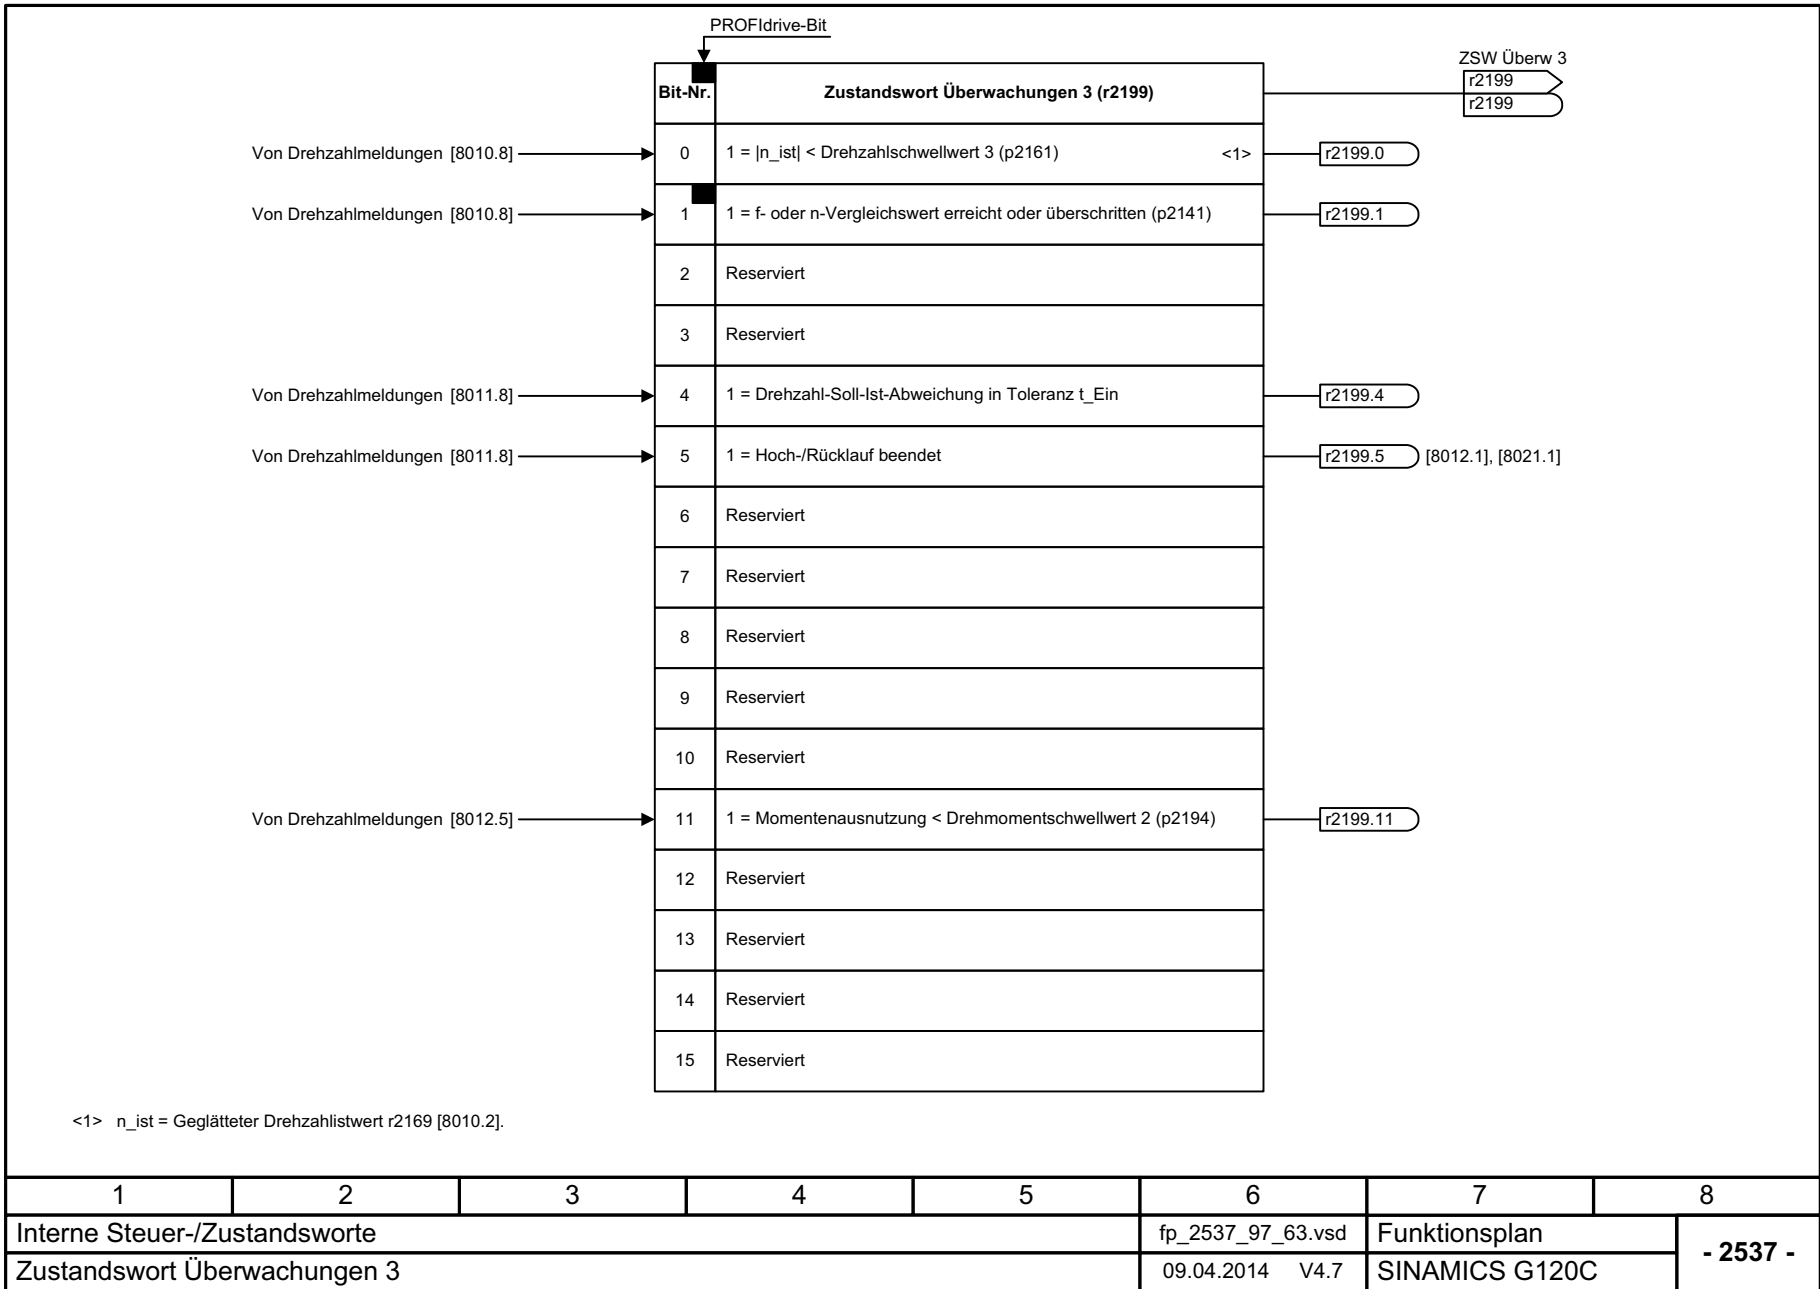 PROFIdrive-Bit
ZSW Überw 3
Bit-Nr. Zustandswort Überwachungen 3 (r2199) r2199
r2199
Von Drehzahlmeldungen [8010.8] 0 1 = |n_ist| < Drehzahlschwellwert 3 (p2161) <1> r2199.0
Von Drehzahlmeldungen [8010.8] 1 1 = f- oder n-Vergleichswert erreicht oder überschritten (p2141) r2199.1
2 Reserviert
3 Reserviert
Von Drehzahlmeldungen [8011.8] 4 1 = Drehzahl-Soll-Ist-Abweichung in Toleranz t_Ein r2199.4
Von Drehzahlmeldungen [8011.8] 5 1 = Hoch-/Rücklauf beendet r2199.5 [8012.1], [8021.1]
6 Reserviert
7 Reserviert
8 Reserviert
9 Reserviert
10 Reserviert
Von Drehzahlmeldungen [8012.5] 11 1 = Momentenausnutzung < Drehmomentschwellwert 2 (p2194) r2199.11
12 Reserviert
13 Reserviert
14 Reserviert
15 Reserviert
<1> n_ist = Geglätteter Drehzahlistwert r2169 [8010.2].
1 2 3 4 5 6 7 8
Interne Steuer-/Zustandsworte fp_2537_97_63.vsd Funktionsplan - 2537 -
Zustandswort Überwachungen 3 09.04.2014 V4.7 SINAMICS G120C